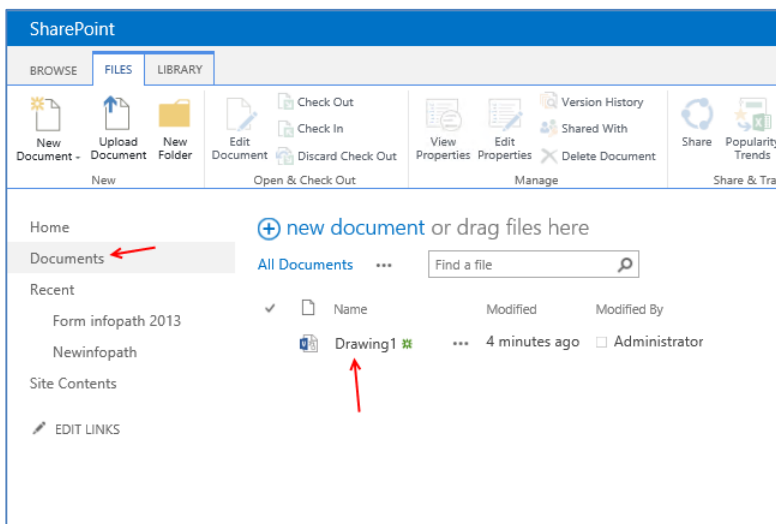 SharePoint
BROWSE FILES LIBRARY
New Document
Upload Document
New Folder
New
Edit Document
Check Out
Check In
Discard Check Out
Open & Check Out
View Properties
Edit Properties
Version History
Shared With
Delete Document
Manage
Share
Popularity Trends
Share & Tra
Home
Documents
Recent
Form infopath 2013
Newinfopath
Site Contents
EDIT LINKS
new document or drag files here
All Documents ... Find a file
Name Modified Modified By
Drawing1 ... 4 minutes ago Administrator